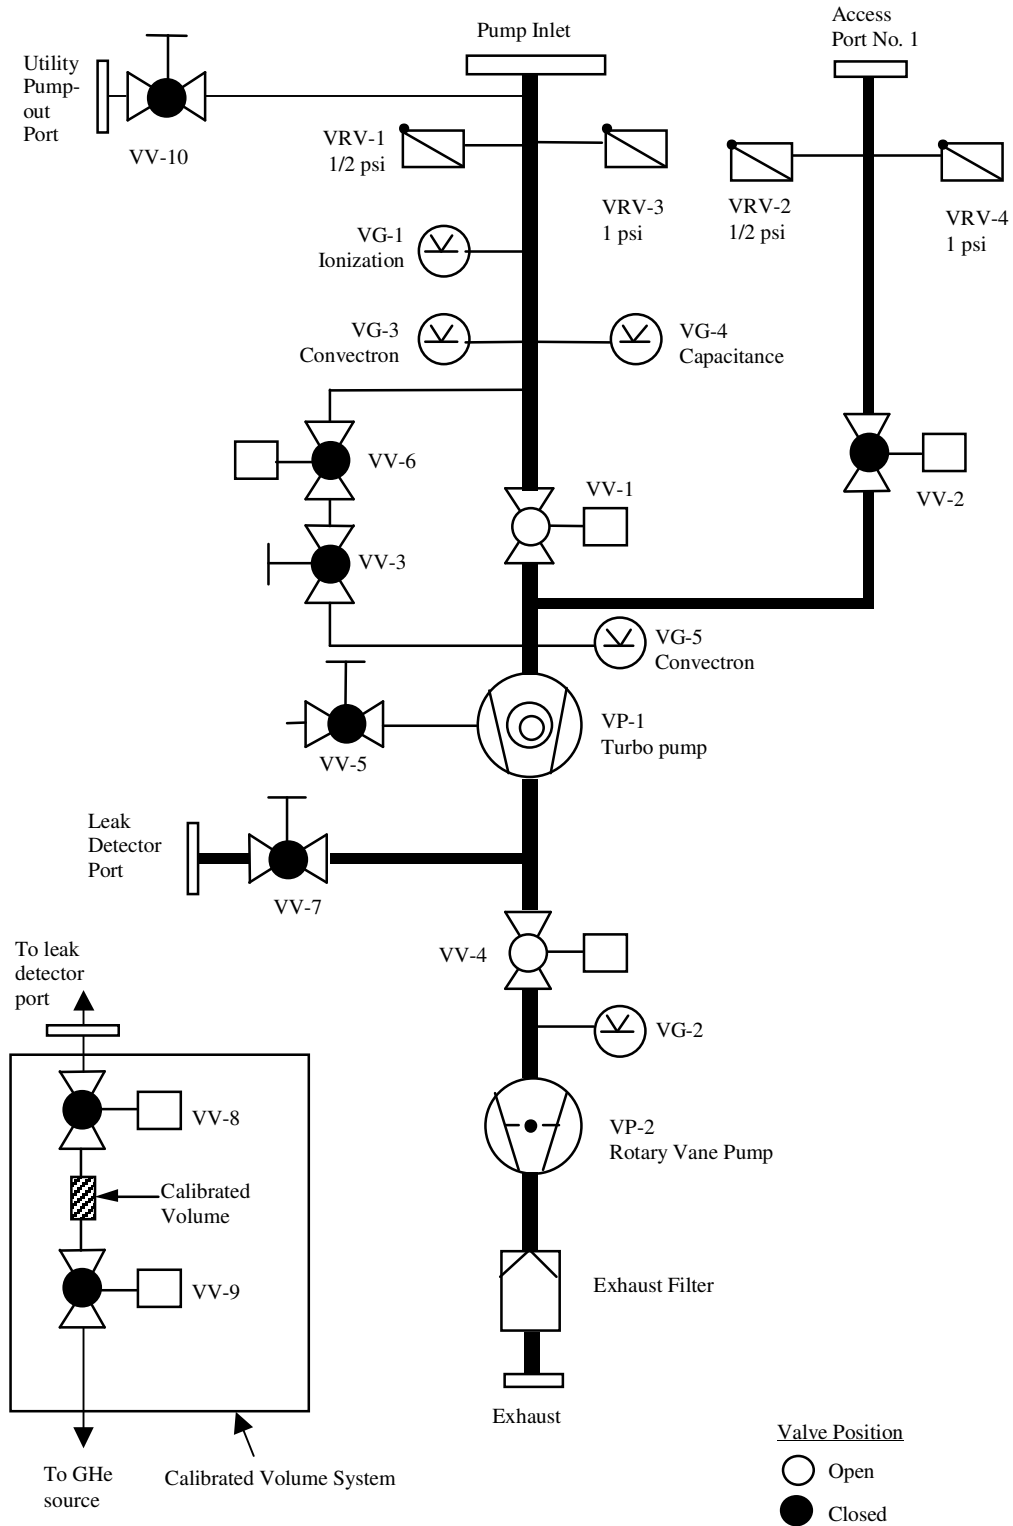 Pump Inlet
Access
Port No. 1
Utility
Pump-
out
Port
VV-10
VRV-1
1/2 psi
VRV-3
1 psi
VRV-2
1/2 psi
VRV-4
1 psi
VG-1
Ionization
VG-3
Convectron
VG-4
Capacitance
VV-6
VV-1
VV-2
VV-3
VG-5
Convectron
VP-1
Turbo pump
VV-5
Leak
Detector
Port
VV-7
To leak
detector
port
VV-4
VG-2
VV-8
VP-2
Rotary Vane Pump
Calibrated
Volume
VV-9
Exhaust Filter
Exhaust
To GHe
source
Calibrated Volume System
Valve Position
Open
Closed